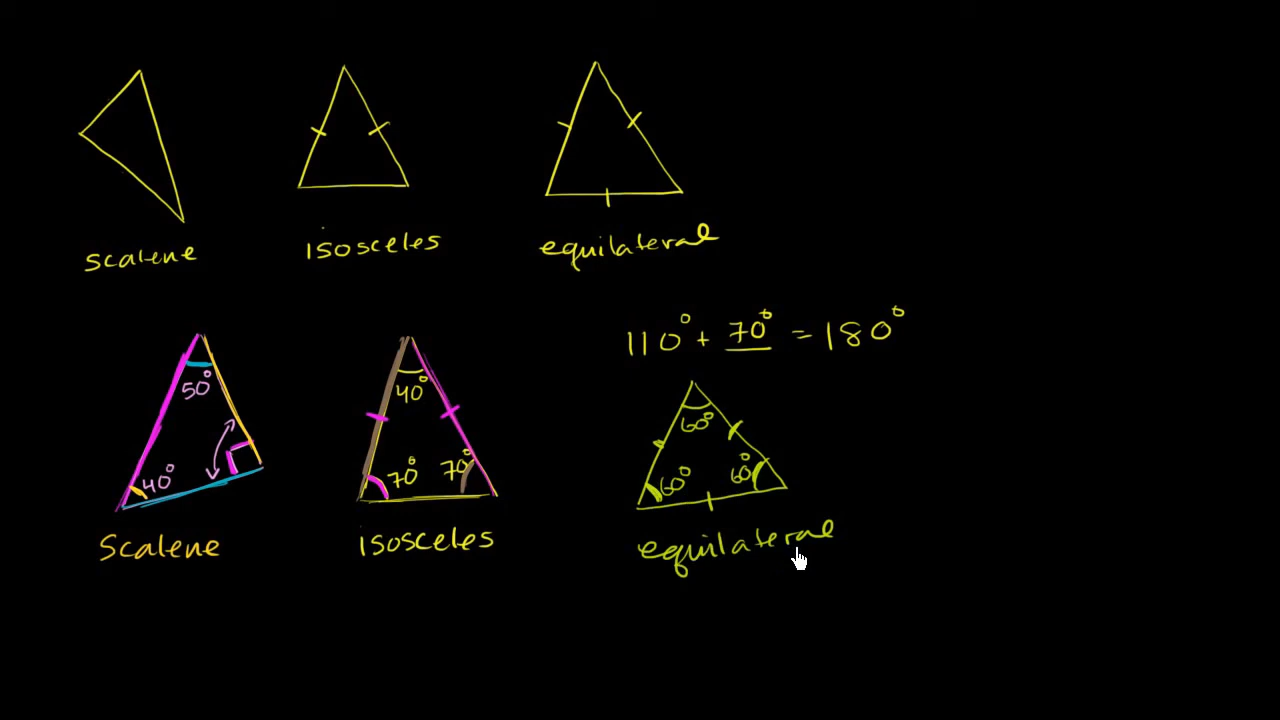 scalene
isosceles
equilateral
110° + 70° = 180°
50°
40°
40°
70° 70°
60°
60° 60°
Scalene
isosceles
equilateral